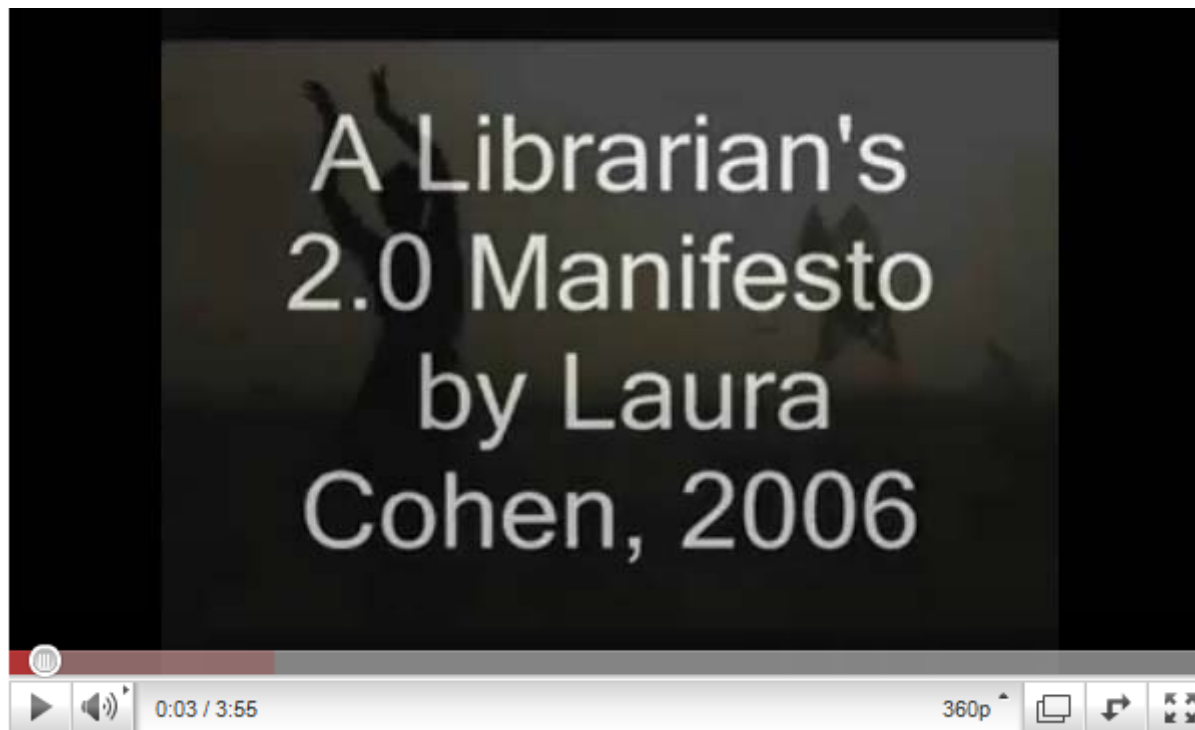 A Librarian's
2.0 Manifesto
by Laura
Cohen, 2006
0:03 / 3:55
360p